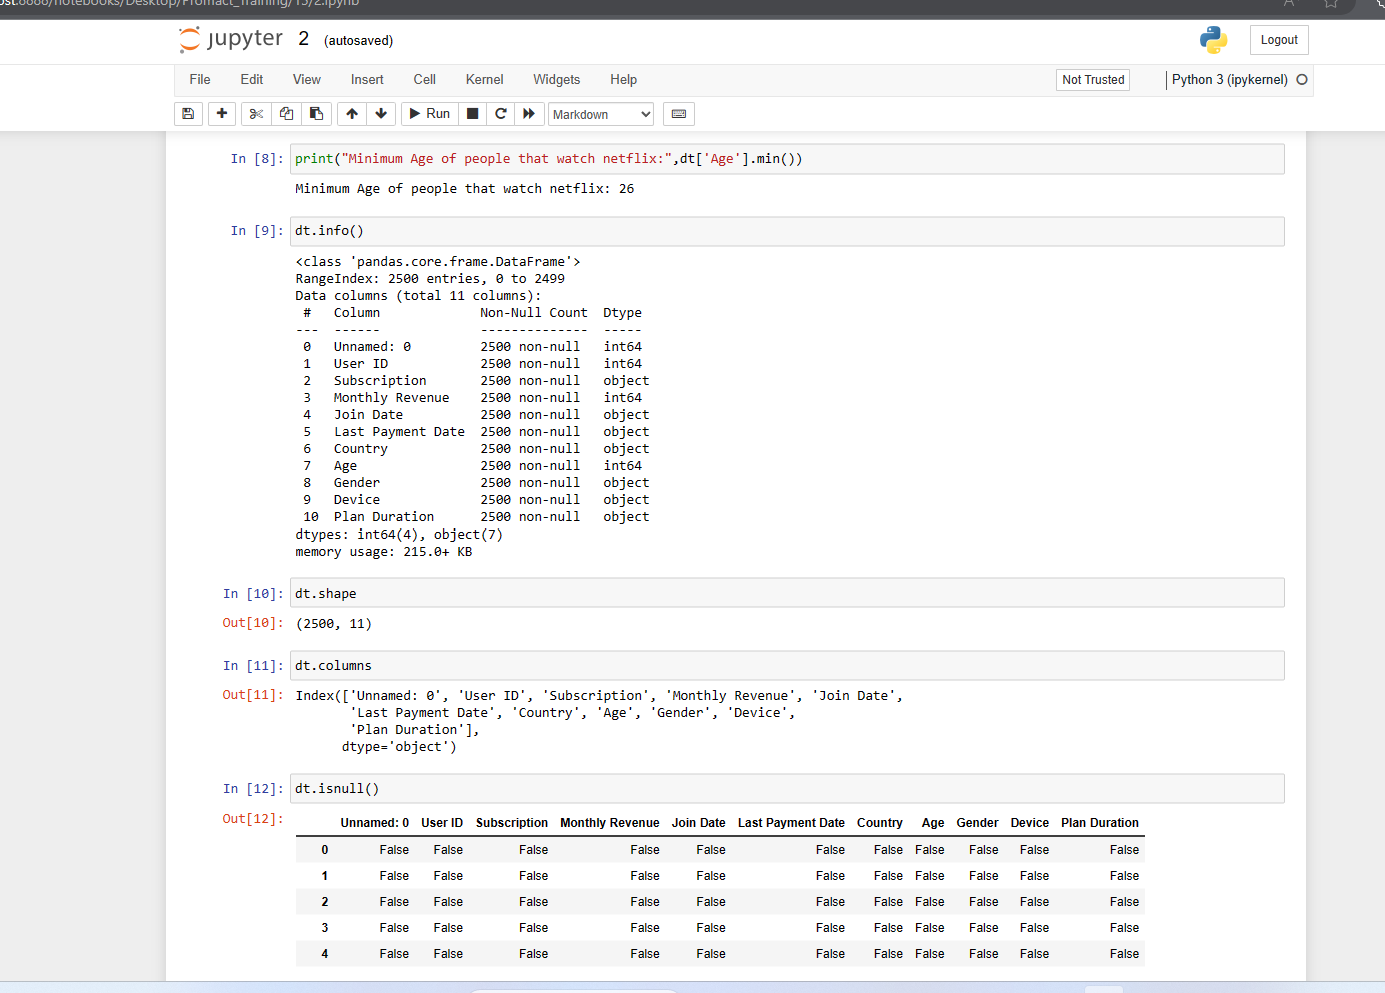 ost:8888/notebooks/Desktop/Promact_Training/15/2.ipynb
jupyter 2 (autosaved) Logout
File Edit View Insert Cell Kernel Widgets Help Not Trusted Python 3 (ipykernel)
Run Markdown
In [8]: print("Minimum Age of people that watch netflix:",dt['Age'].min())
Minimum Age of people that watch netflix: 26
In [9]: dt.info()
<class 'pandas.core.frame.DataFrame'>
RangeIndex: 2500 entries, 0 to 2499
Data columns (total 11 columns):
# Column Non-Null Count Dtype
--- ------ -------------- -----
0 Unnamed: 0 2500 non-null int64
1 User ID 2500 non-null int64
2 Subscription 2500 non-null object
3 Monthly Revenue 2500 non-null int64
4 Join Date 2500 non-null object
5 Last Payment Date 2500 non-null object
6 Country 2500 non-null object
7 Age 2500 non-null int64
8 Gender 2500 non-null object
9 Device 2500 non-null object
10 Plan Duration 2500 non-null object
dtypes: int64(4), object(7)
memory usage: 215.0+ KB
In [10]: dt.shape
Out[10]: (2500, 11)
In [11]: dt.columns
Out[11]: Index(['Unnamed: 0', 'User ID', 'Subscription', 'Monthly Revenue', 'Join Date',
'Last Payment Date', 'Country', 'Age', 'Gender', 'Device',
'Plan Duration'],
dtype='object')
In [12]: dt.isnull()
Out[12]:
Unnamed: 0 User ID Subscription Monthly Revenue Join Date Last Payment Date Country Age Gender Device Plan Duration
0 False False False False False False False False False False False
1 False False False False False False False False False False False
2 False False False False False False False False False False False
3 False False False False False False False False False False False
4 False False False False False False False False False False False